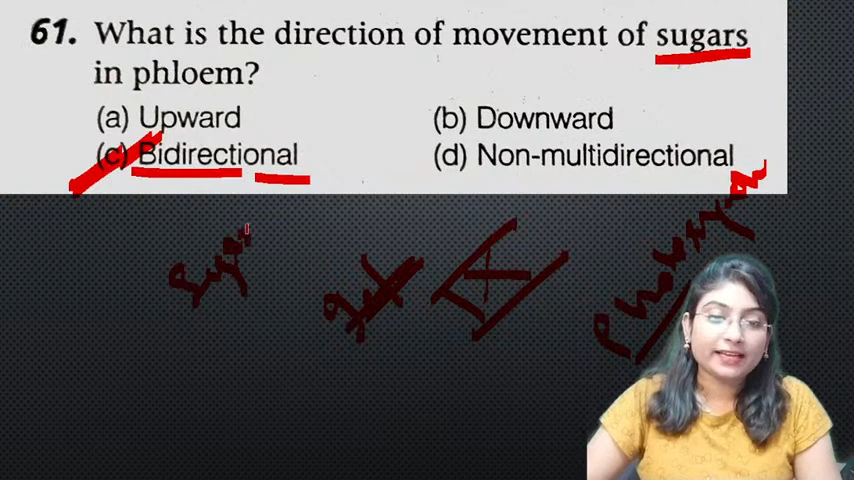 61. What is the direction of movement of sugars
in phloem?
(a) Upward (b) Downward
(c) Bidirectional (d) Non-multidirectional